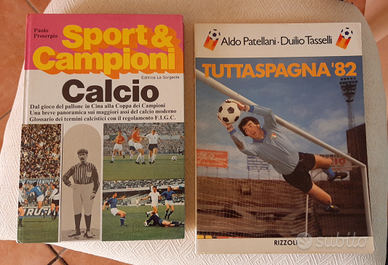 Paolo
Prosergio
Sport &
Campioni
Editrice La Sorgente
Calcio
Dal gioco del pallone in Cina alla Coppa dei Campioni
Una breve panoramica sui maggiori assi del calcio moderno
Glossario dei termini calcistici con il regolamento F.I.G.C.
Aldo Patellani · Duilio Tasselli
TUTTASPAGNA '82
RIZZOLI
subito